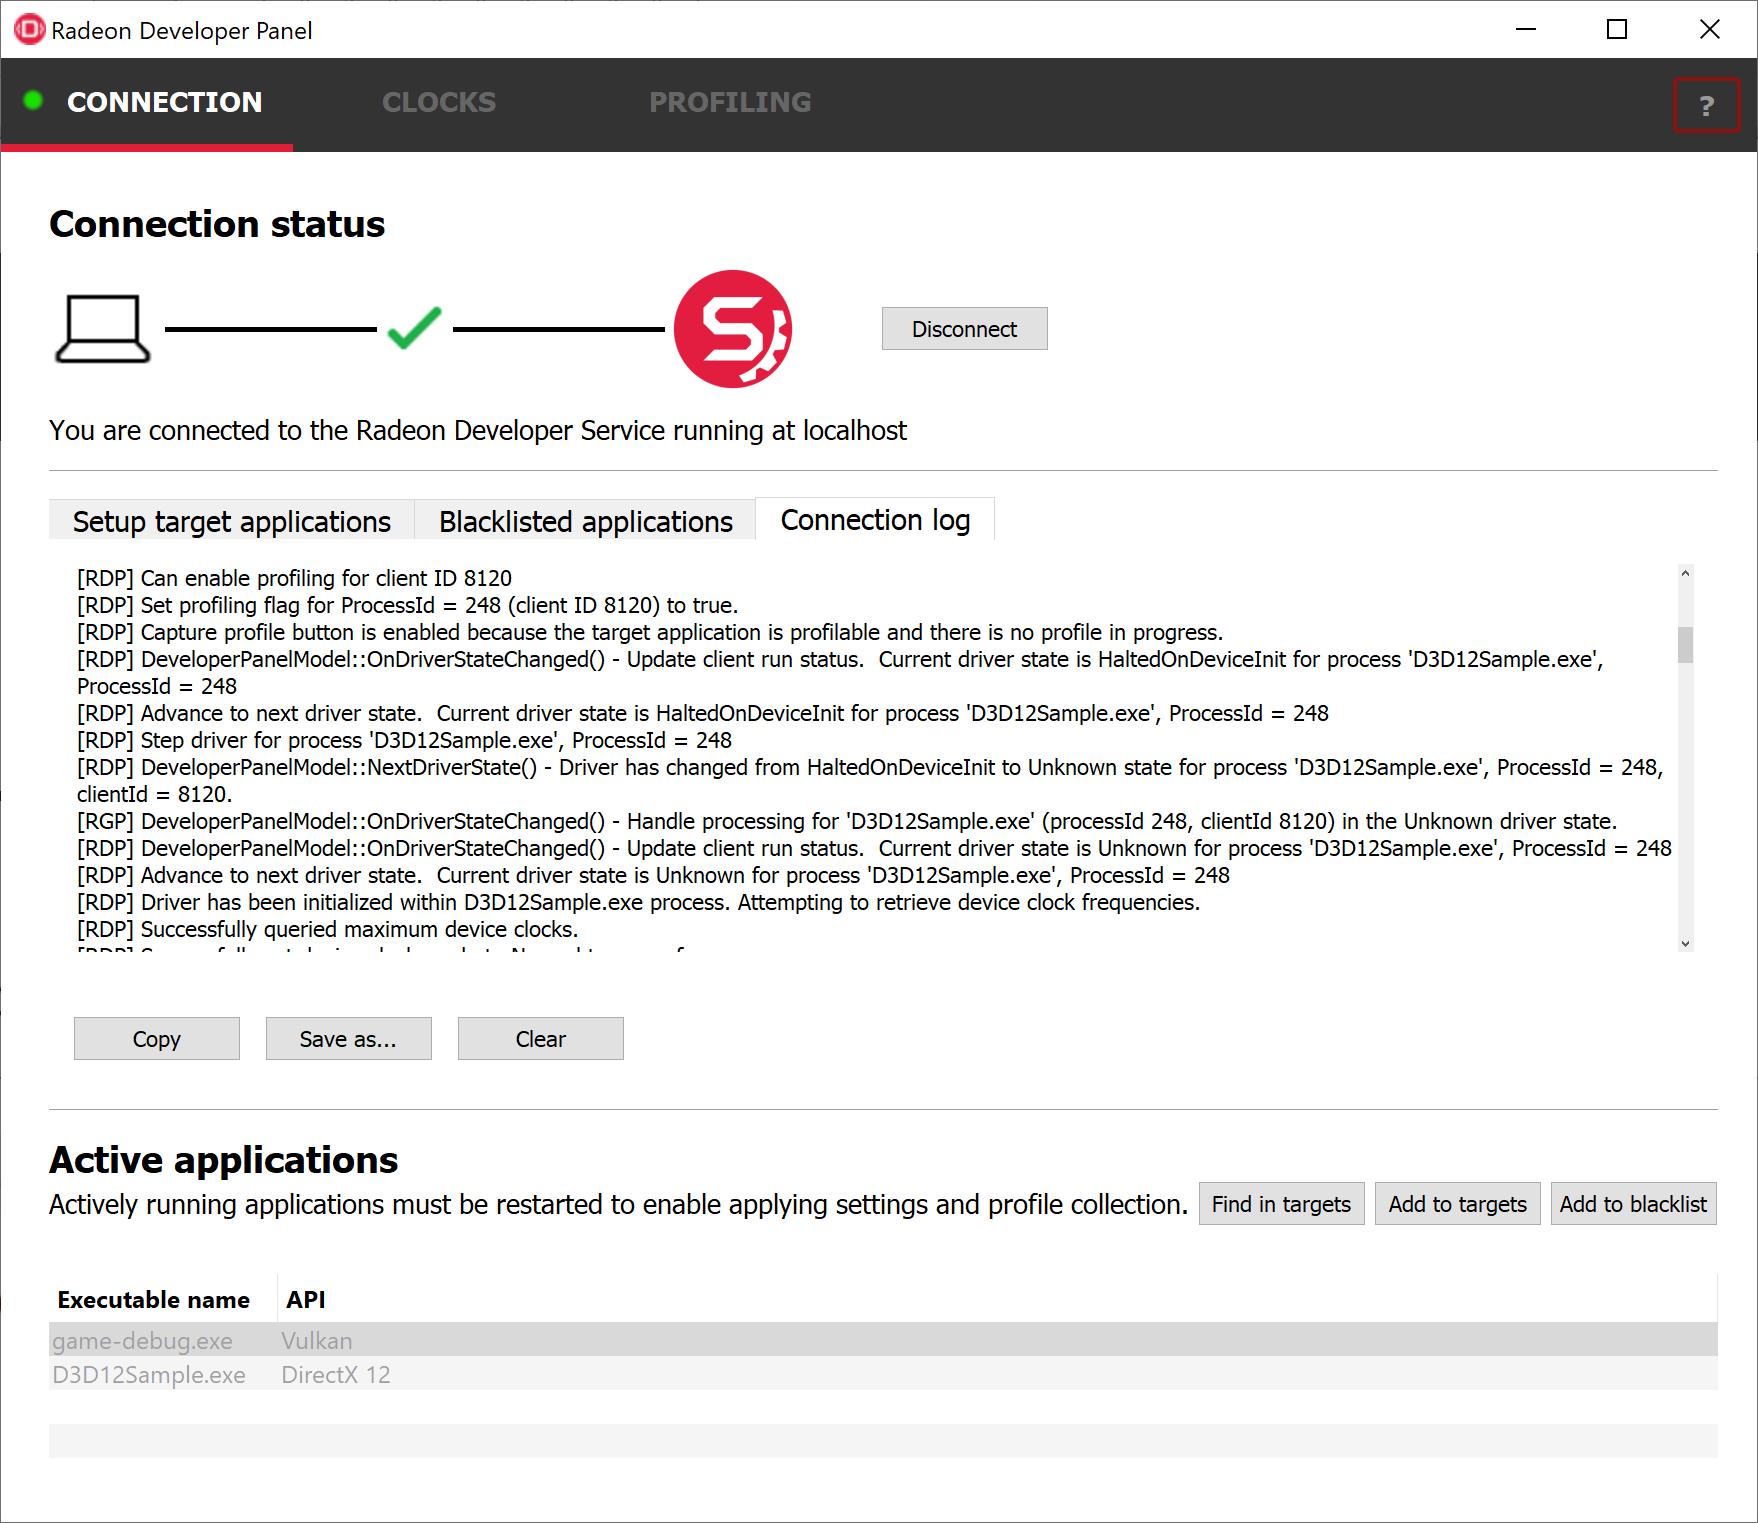 Radeon Developer Panel
CONNECTION CLOCKS PROFILING ?
Connection status
Disconnect
You are connected to the Radeon Developer Service running at localhost
Setup target applications Blacklisted applications Connection log
[RDP] Can enable profiling for client ID 8120
[RDP] Set profiling flag for ProcessId = 248 (client ID 8120) to true.
[RDP] Capture profile button is enabled because the target application is profilable and there is no profile in progress.
[RDP] DeveloperPanelModel::OnDriverStateChanged() - Update client run status.  Current driver state is HaltedOnDeviceInit for process 'D3D12Sample.exe',
ProcessId = 248
[RDP] Advance to next driver state.  Current driver state is HaltedOnDeviceInit for process 'D3D12Sample.exe', ProcessId = 248
[RDP] Step driver for process 'D3D12Sample.exe', ProcessId = 248
[RDP] DeveloperPanelModel::NextDriverState() - Driver has changed from HaltedOnDeviceInit to Unknown state for process 'D3D12Sample.exe', ProcessId = 248,
clientId = 8120.
[RGP] DeveloperPanelModel::OnDriverStateChanged() - Handle processing for 'D3D12Sample.exe' (processId 248, clientId 8120) in the Unknown driver state.
[RDP] DeveloperPanelModel::OnDriverStateChanged() - Update client run status.  Current driver state is Unknown for process 'D3D12Sample.exe', ProcessId = 248
[RDP] Advance to next driver state.  Current driver state is Unknown for process 'D3D12Sample.exe', ProcessId = 248
[RDP] Driver has been initialized within D3D12Sample.exe process. Attempting to retrieve device clock frequencies.
[RDP] Successfully queried maximum device clocks.
[RDP]
Copy Save as... Clear
Active applications
Actively running applications must be restarted to enable applying settings and profile collection. Find in targets Add to targets Add to blacklist
Executable name API
game-debug.exe Vulkan
D3D12Sample.exe DirectX 12